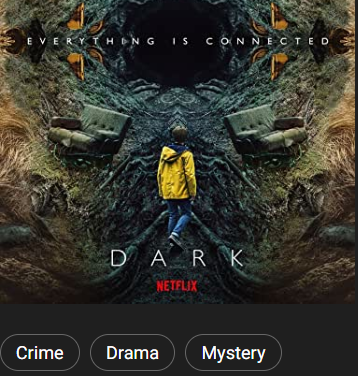 EVERYTHING IS CONNECTED
DARK
NETFLIX
Crime Drama Mystery